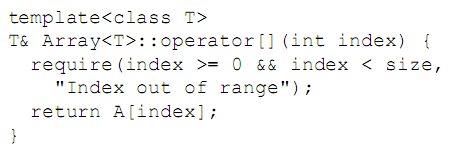 template<class T>
T& Array<T>::operator[](int index) {
  require(index >= 0 && index < size,
    "Index out of range");
  return A[index];
}